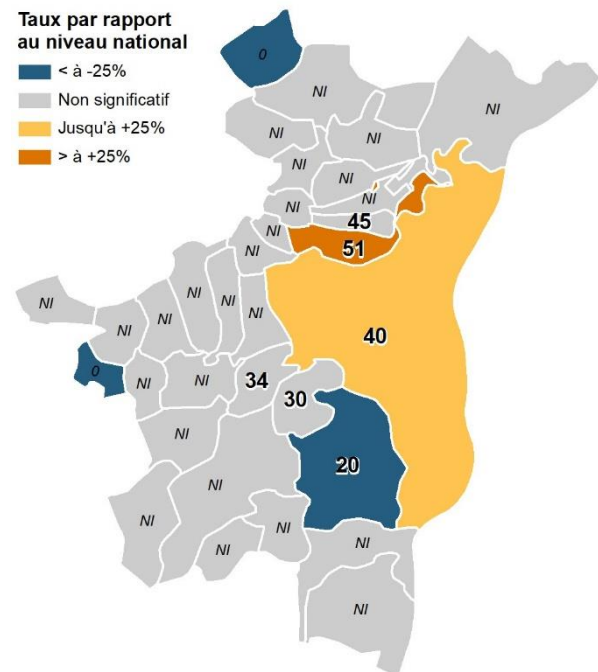 Taux par rapport
au niveau national
< à -25%
Non significatif
Jusqu'à +25%
> à +25%
0
NI
NI
NI
NI
NI
NI
NI
NI
45
NI
51
NI
NI
NI
NI
NI
NI
NI
40
0
NI
NI
34
30
NI
20
NI
NI
NI
NI
NI
NI